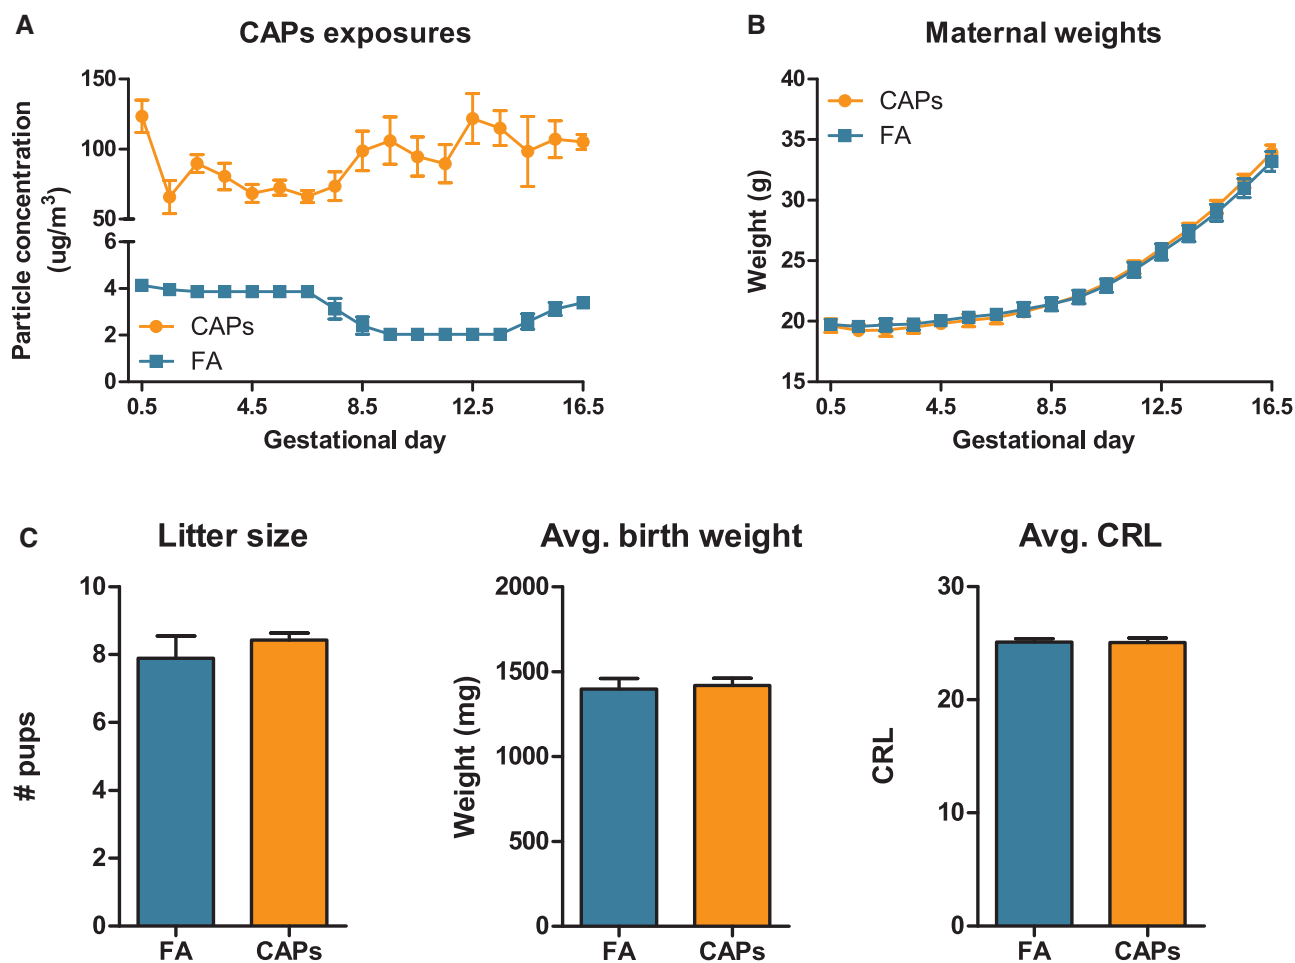 A
CAPs exposures
Particle concentration
(ug/m³)
150
100
50
6
4
2
0
CAPs
FA
0.5
4.5
8.5
12.5
16.5
Gestational day
B
Maternal weights
Weight (g)
40
35
30
25
20
15
CAPs
FA
0.5
4.5
8.5
12.5
16.5
Gestational day
C
Litter size
# pups
10
8
6
4
2
0
FA
CAPs
Avg. birth weight
Weight (mg)
2000
1500
1000
500
0
FA
CAPs
Avg. CRL
CRL
30
20
10
0
FA
CAPs